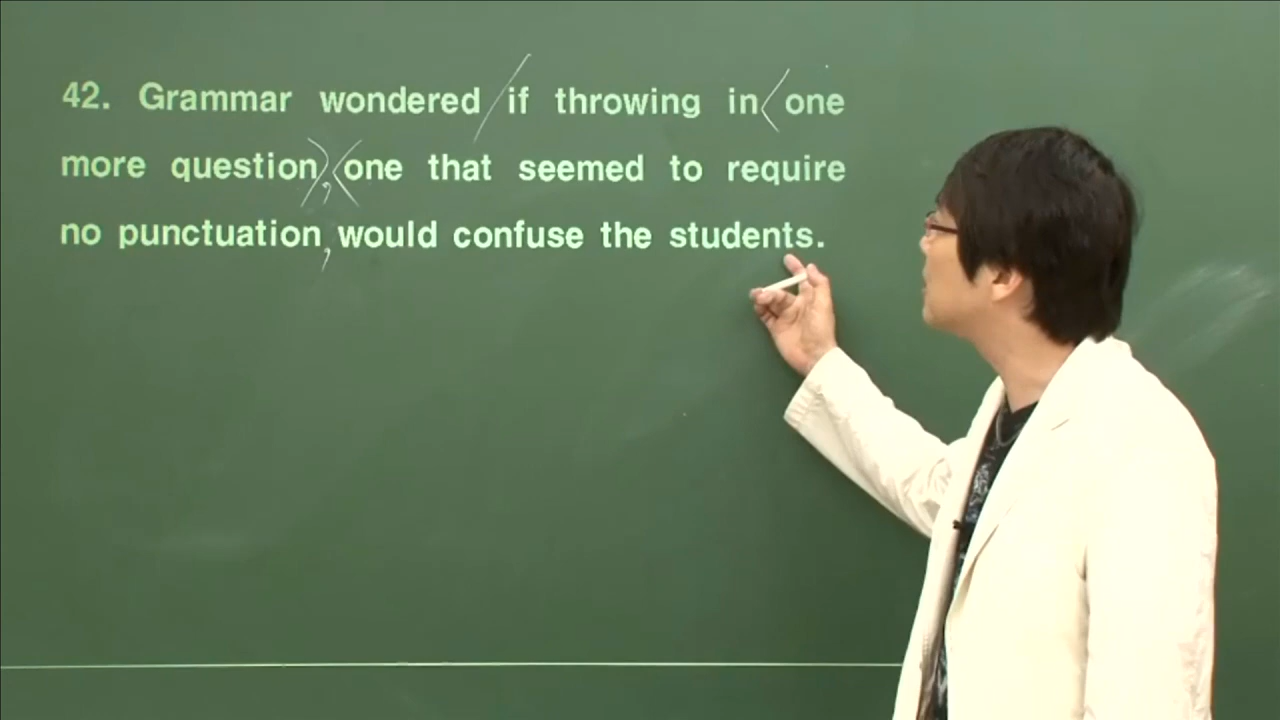 42. Grammar wondered if throwing in one
more question, one that seemed to require
no punctuation, would confuse the students.